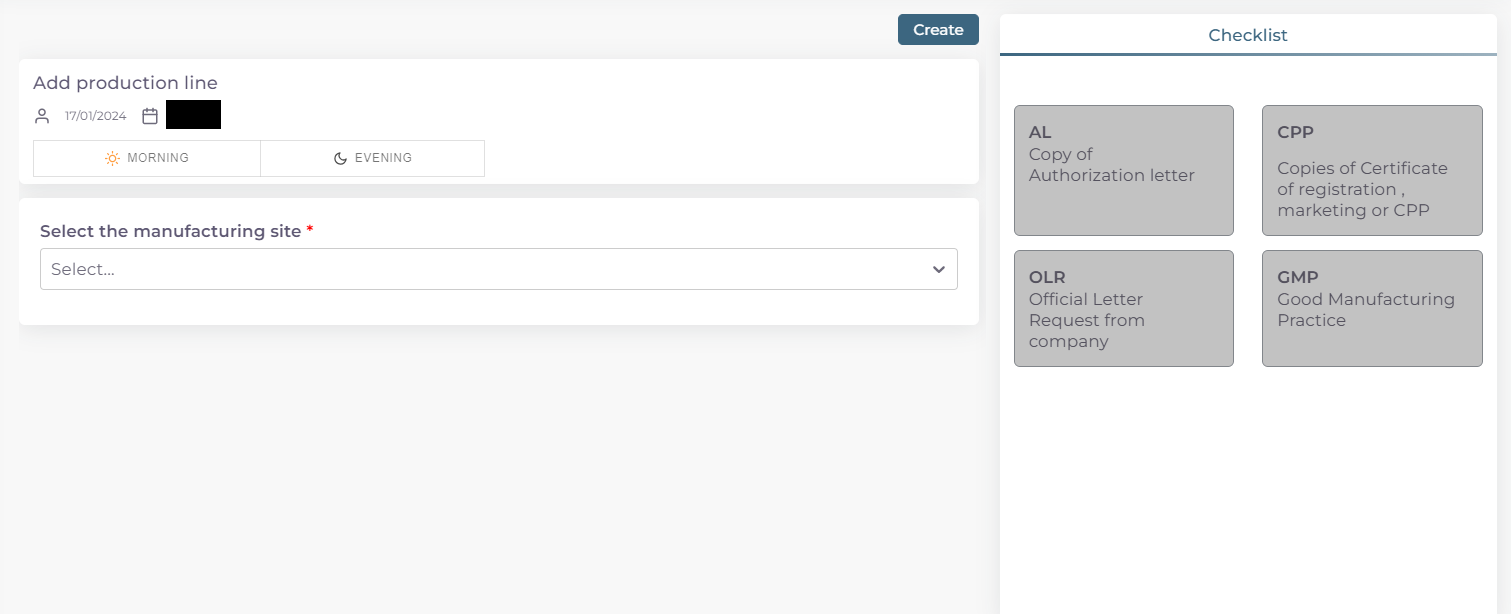 Create
Add production line
17/01/2024
MORNING
EVENING
Select the manufacturing site *
Select...
Checklist
AL
Copy of
Authorization letter
CPP
Copies of Certificate
of registration ,
marketing or CPP
OLR
Official Letter
Request from
company
GMP
Good Manufacturing
Practice